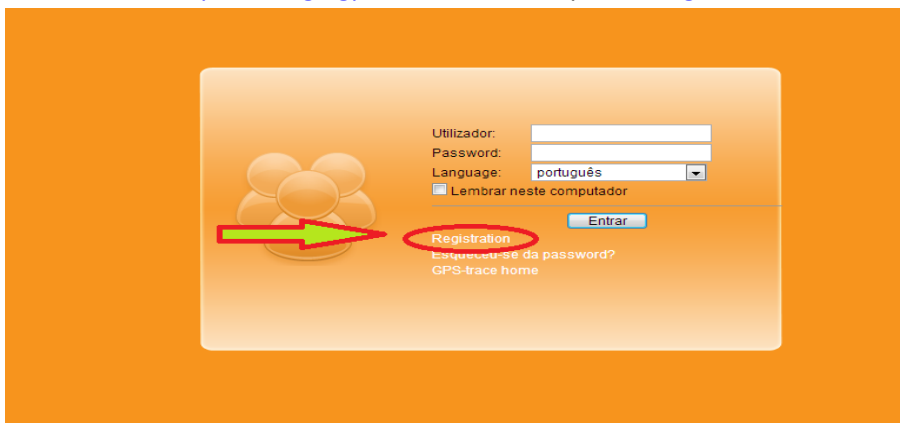 Utilizador:
Password:
Language: português
Lembrar neste computador
Entrar
Registration
Esqueceu-se da password?
GPS-trace home